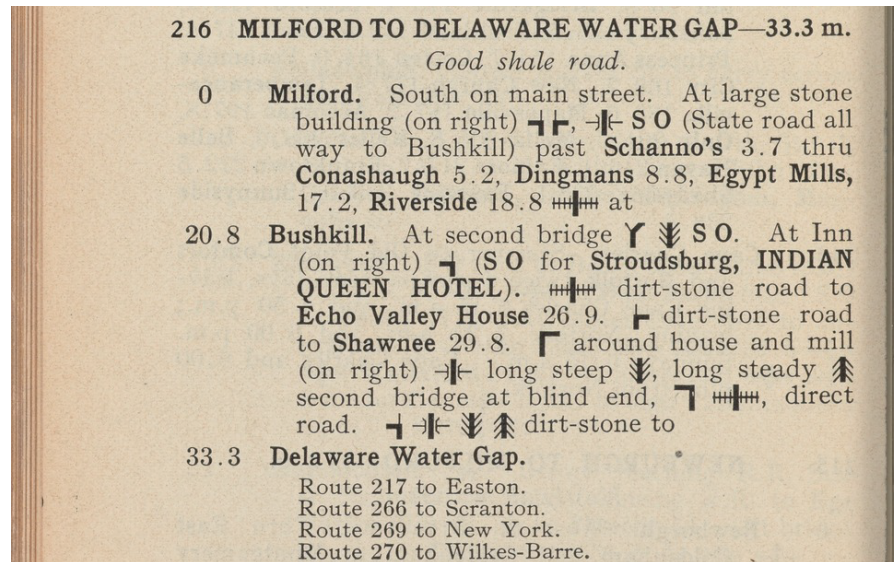 216 MILFORD TO DELAWARE WATER GAP—33.3 m.
Good shale road.
0 Milford. South on main street. At large stone
building (on right) , S O (State road all
way to Bushkill) past Schanno's 3.7 thru
Conashaugh 5.2, Dingmans 8.8, Egypt Mills,
17.2, Riverside 18.8 at
20.8 Bushkill. At second bridge S O. At Inn
(on right) (S O for Stroudsburg, INDIAN
QUEEN HOTEL). dirt-stone road to
Echo Valley House 26.9. dirt-stone road
to Shawnee 29.8. around house and mill
(on right) long steep , long steady
second bridge at blind end, , direct
road. dirt-stone to
33.3 Delaware Water Gap.
Route 217 to Easton.
Route 266 to Scranton.
Route 269 to New York.
Route 270 to Wilkes-Barre.